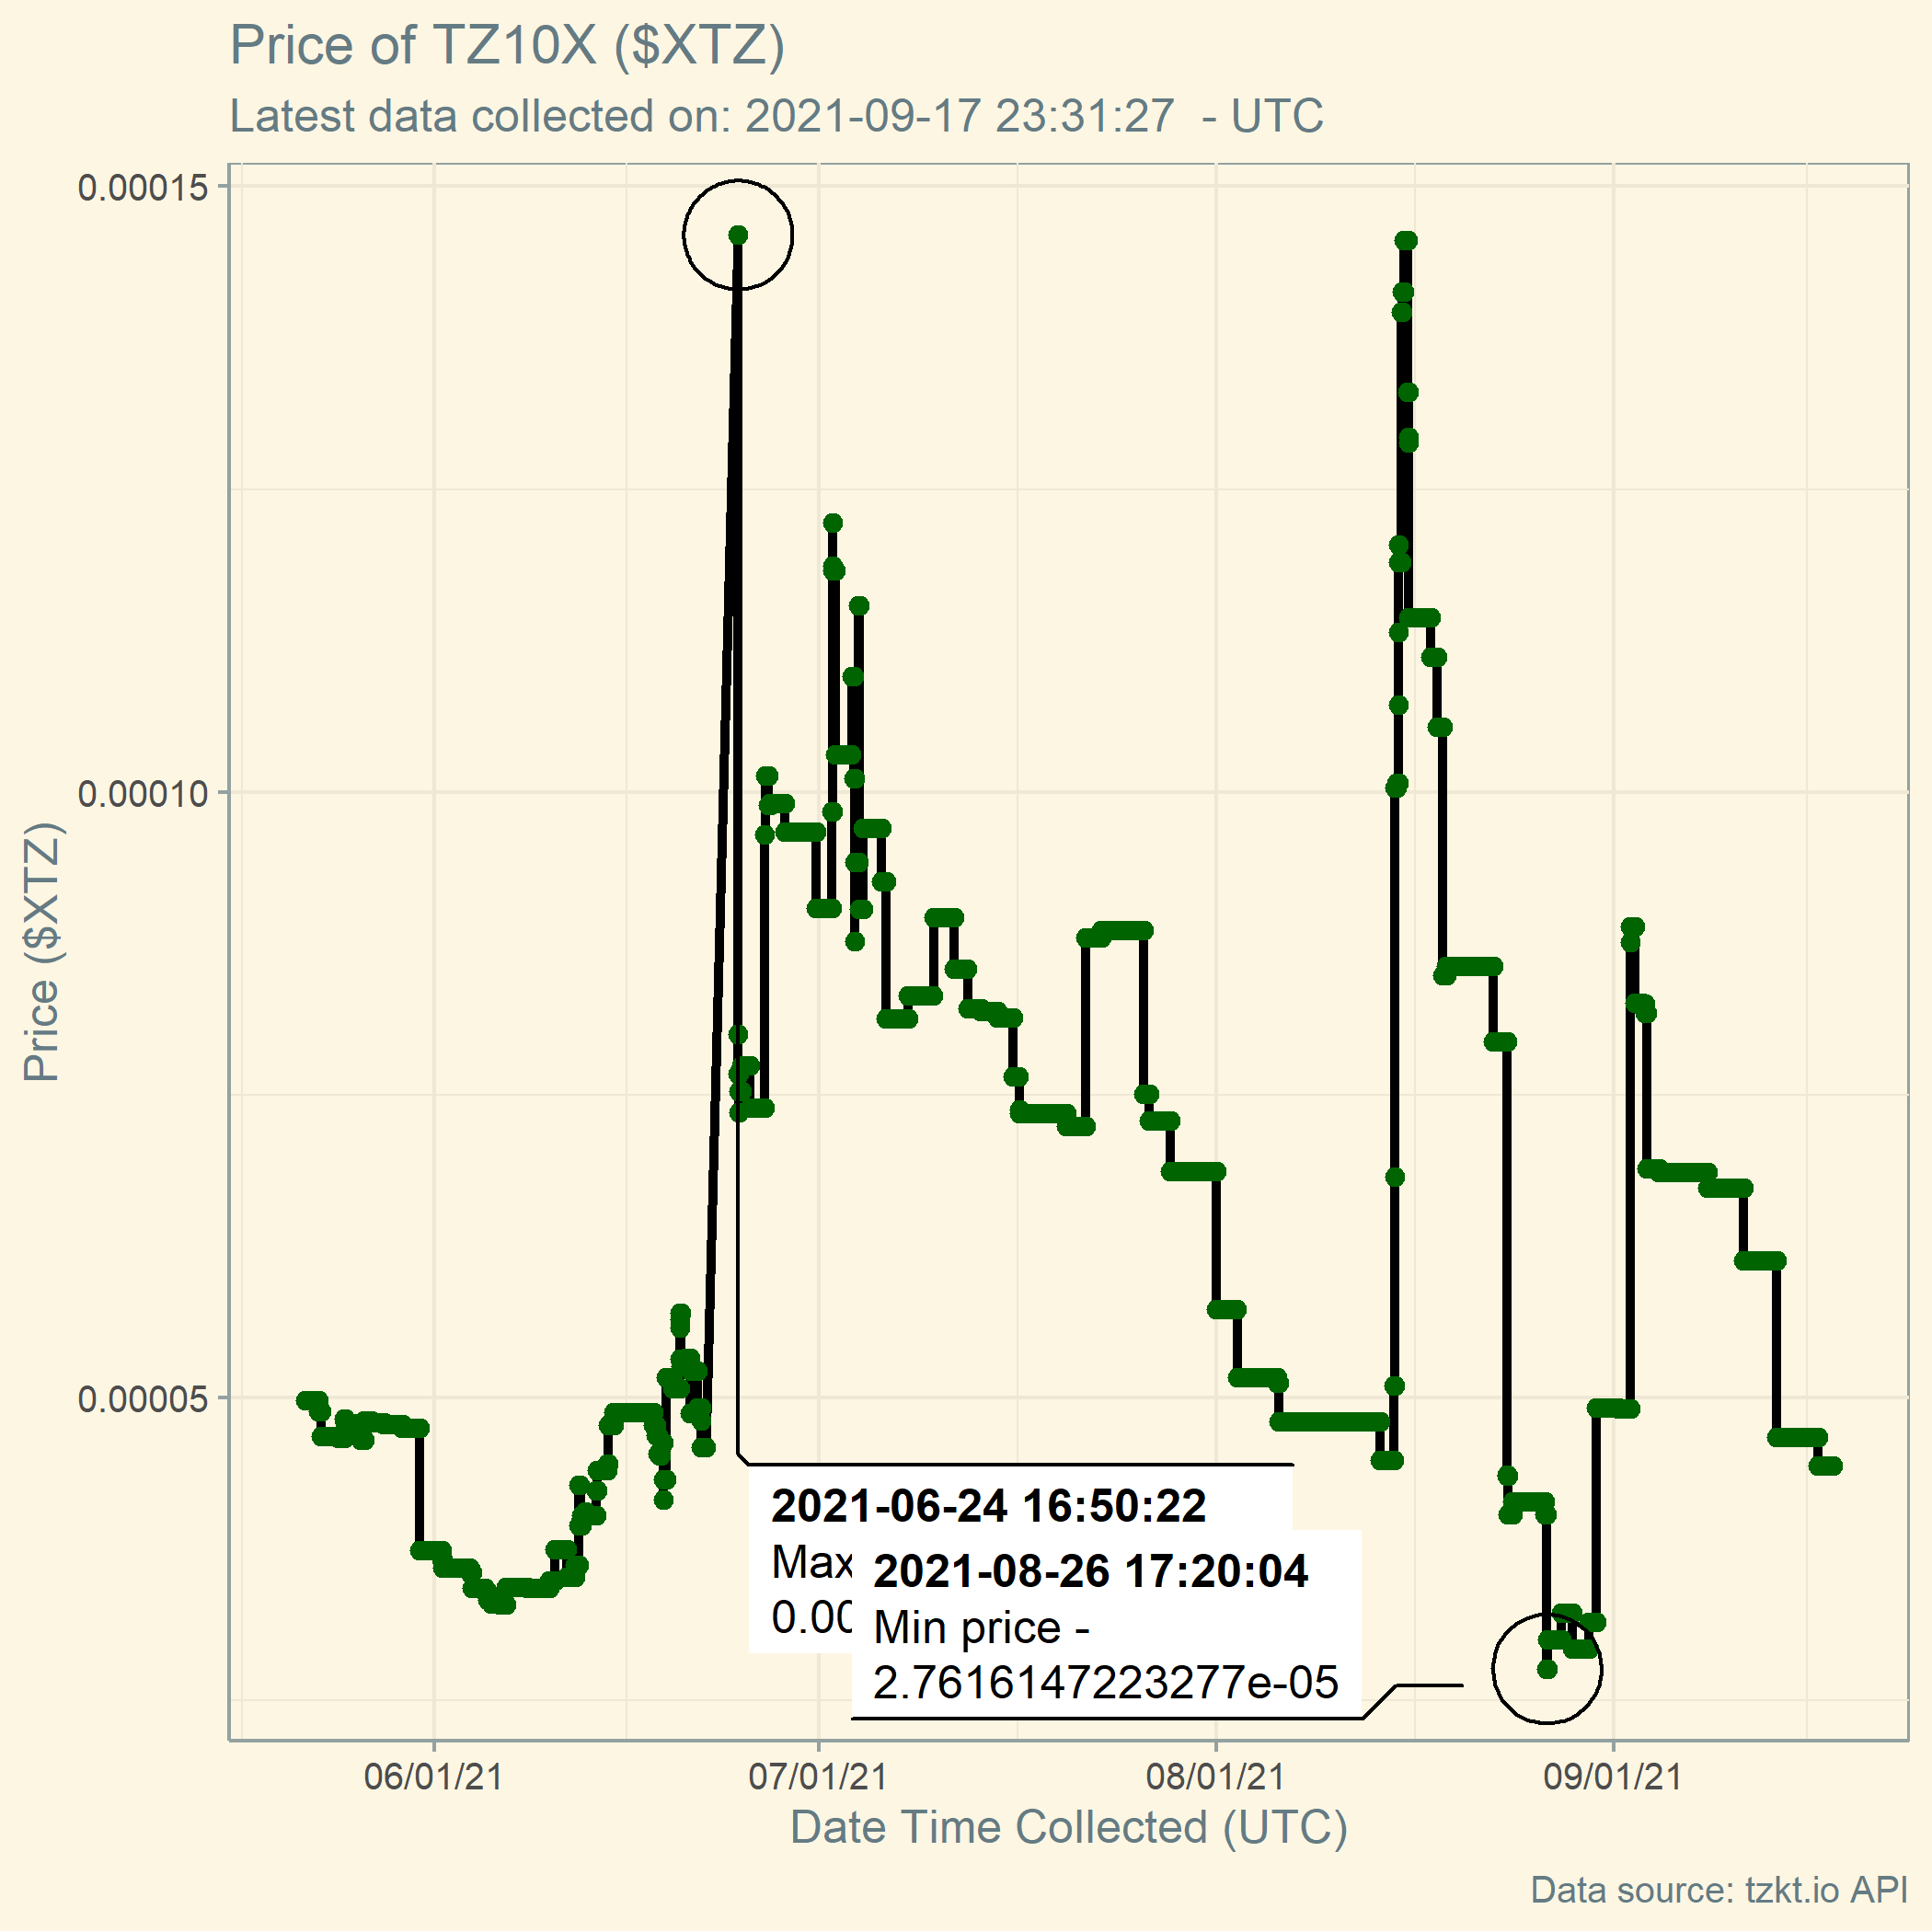 Price of TZ10X ($XTZ)
Latest data collected on: 2021-09-17 23:31:27 - UTC
0.00015
0.00010
0.00005
Price ($XTZ)
2021-06-24 16:50:22
Max
0.00
2021-08-26 17:20:04
Min price -
2.7616147223277e-05
06/01/21
07/01/21
08/01/21
09/01/21
Date Time Collected (UTC)
Data source: tzkt.io API